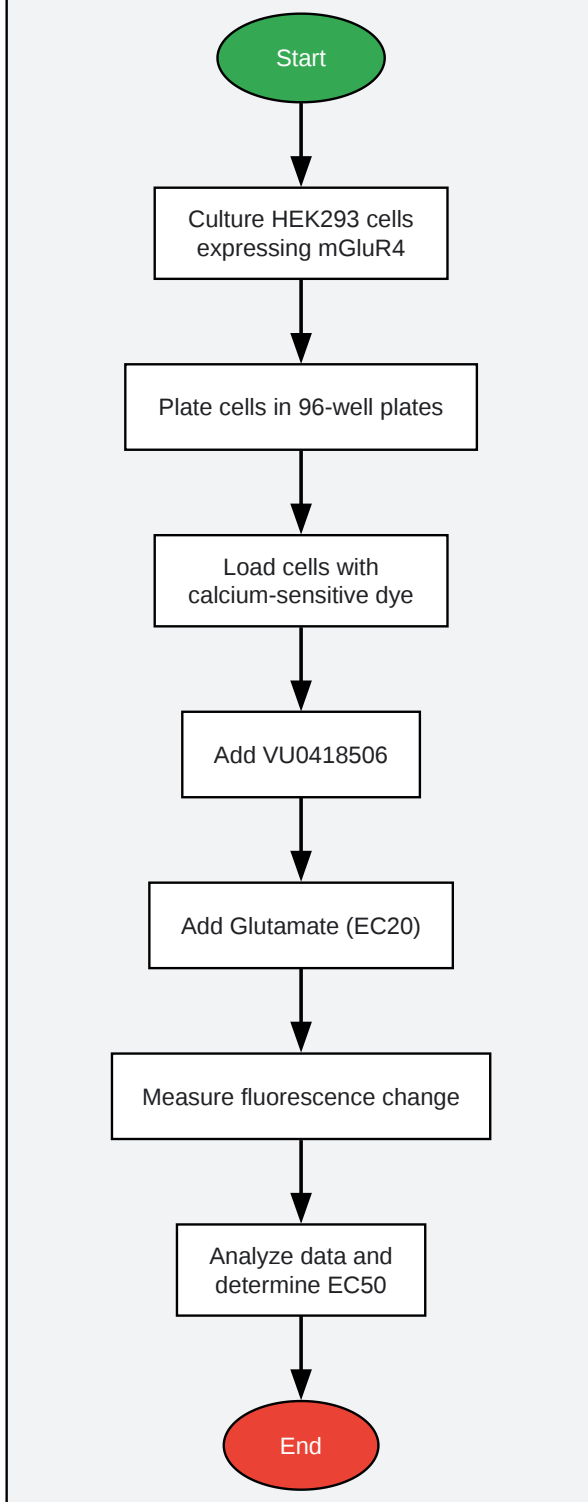 Start
Culture HEK293 cells
expressing mGluR4
Plate cells in 96-well plates
Load cells with
calcium-sensitive dye
Add VU0418506
Add Glutamate (EC20)
Measure fluorescence change
Analyze data and
determine EC50
End